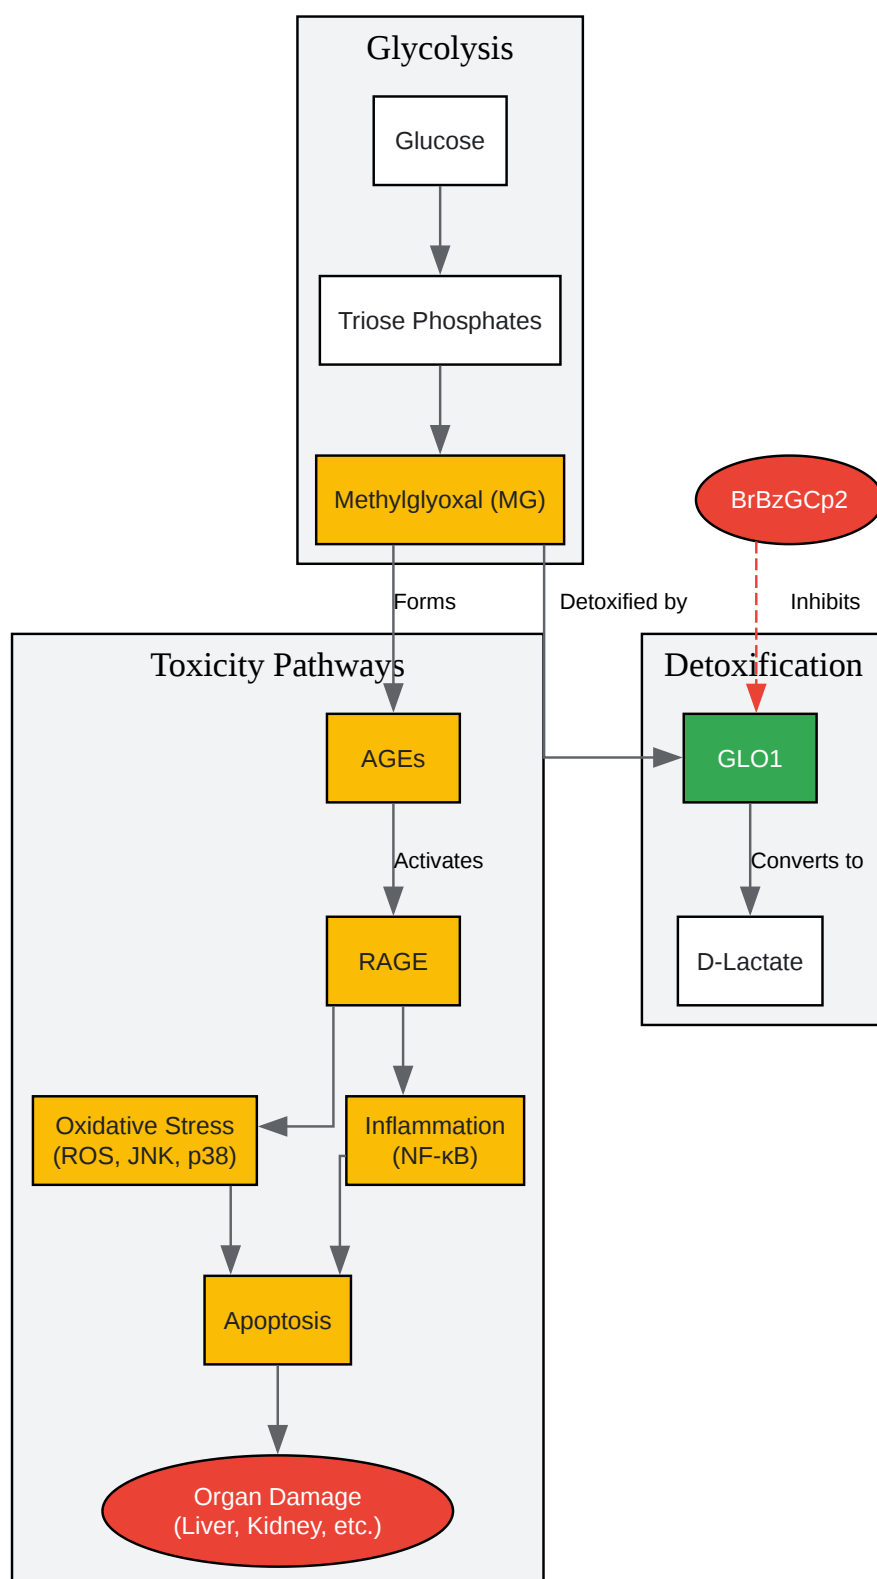 Glycolysis
Glucose
Triose Phosphates
Methylglyoxal (MG)
BrBzGCp2
Forms
Detoxified by
Inhibits
Toxicity Pathways
Detoxification
AGEs
GLO1
Activates
Converts to
RAGE
D-Lactate
Oxidative Stress
(ROS, JNK, p38)
Inflammation
(NF-κB)
Apoptosis
Organ Damage
(Liver, Kidney, etc.)